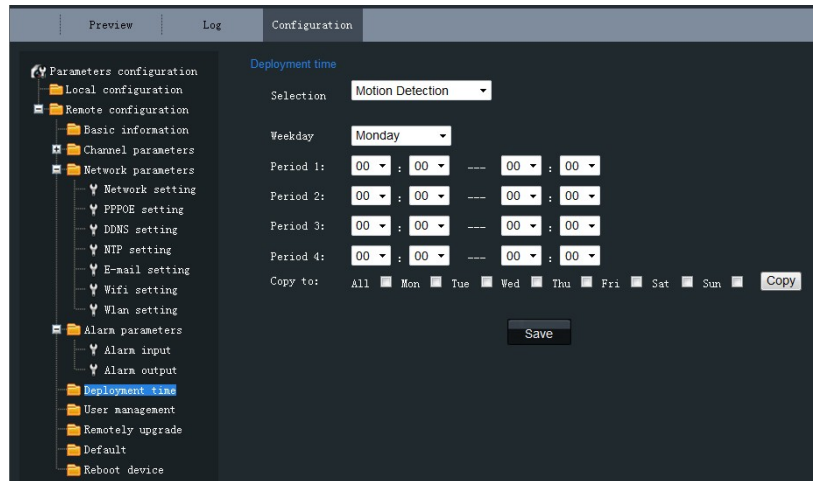 Preview Log Configuration
Parameters configuration
Local configuration
Remote configuration
Basic information
Channel parameters
Network parameters
Network setting
PPPOE setting
DDNS setting
NTP setting
E-mail setting
Wifi setting
Wlan setting
Alarm parameters
Alarm input
Alarm output
Deployment time
User management
Remotely upgrade
Default
Reboot device
Deployment time
Selection Motion Detection
Weekday Monday
Period 1: 00 : 00 --- 00 : 00
Period 2: 00 : 00 --- 00 : 00
Period 3: 00 : 00 --- 00 : 00
Period 4: 00 : 00 --- 00 : 00
Copy to: All Mon Tue Wed Thu Fri Sat Sun Copy
Save